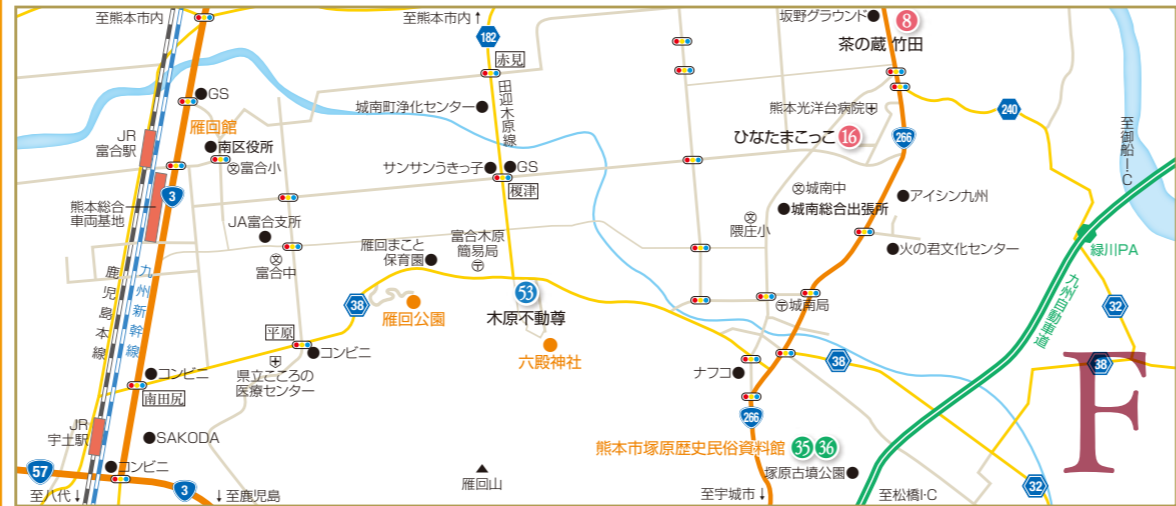 至熊本市内
至熊本市内↑
182
赤見
坂野グラウンド
8
茶の蔵 竹田
GS
雁回館
南区役所
文富合小
JR
富合駅
3
熊本総合
車両基地
JA富合支所
文
富合中
城南町浄化センター
田迎木原線
サンサンうきっ子
GS
榎津
熊本光洋台病院
ひなたまこっこ
16
266
240
至御船I-C
文城南中
城南総合出張所
アイシン九州
文
隈庄小
火の君文化センター
緑川PA
九州自動車道
雁回まこと
保育園
富合木原
簡易局
〒
53
木原不動尊
雁回公園
38
六殿神社
〒城南局
32
鹿児島本線
九州新幹線
平原
コンビニ
県立こころの
医療センター
コンビニ
南田尻
JR
宇土駅
SAKODA
コンビニ
57
至八代↓
3
↓至鹿児島
雁回山
ナフコ
38
38
266
熊本市塚原歴史民俗資料館
35
36
塚原古墳公園
至宇城市↓
至松橋I・C
32
F